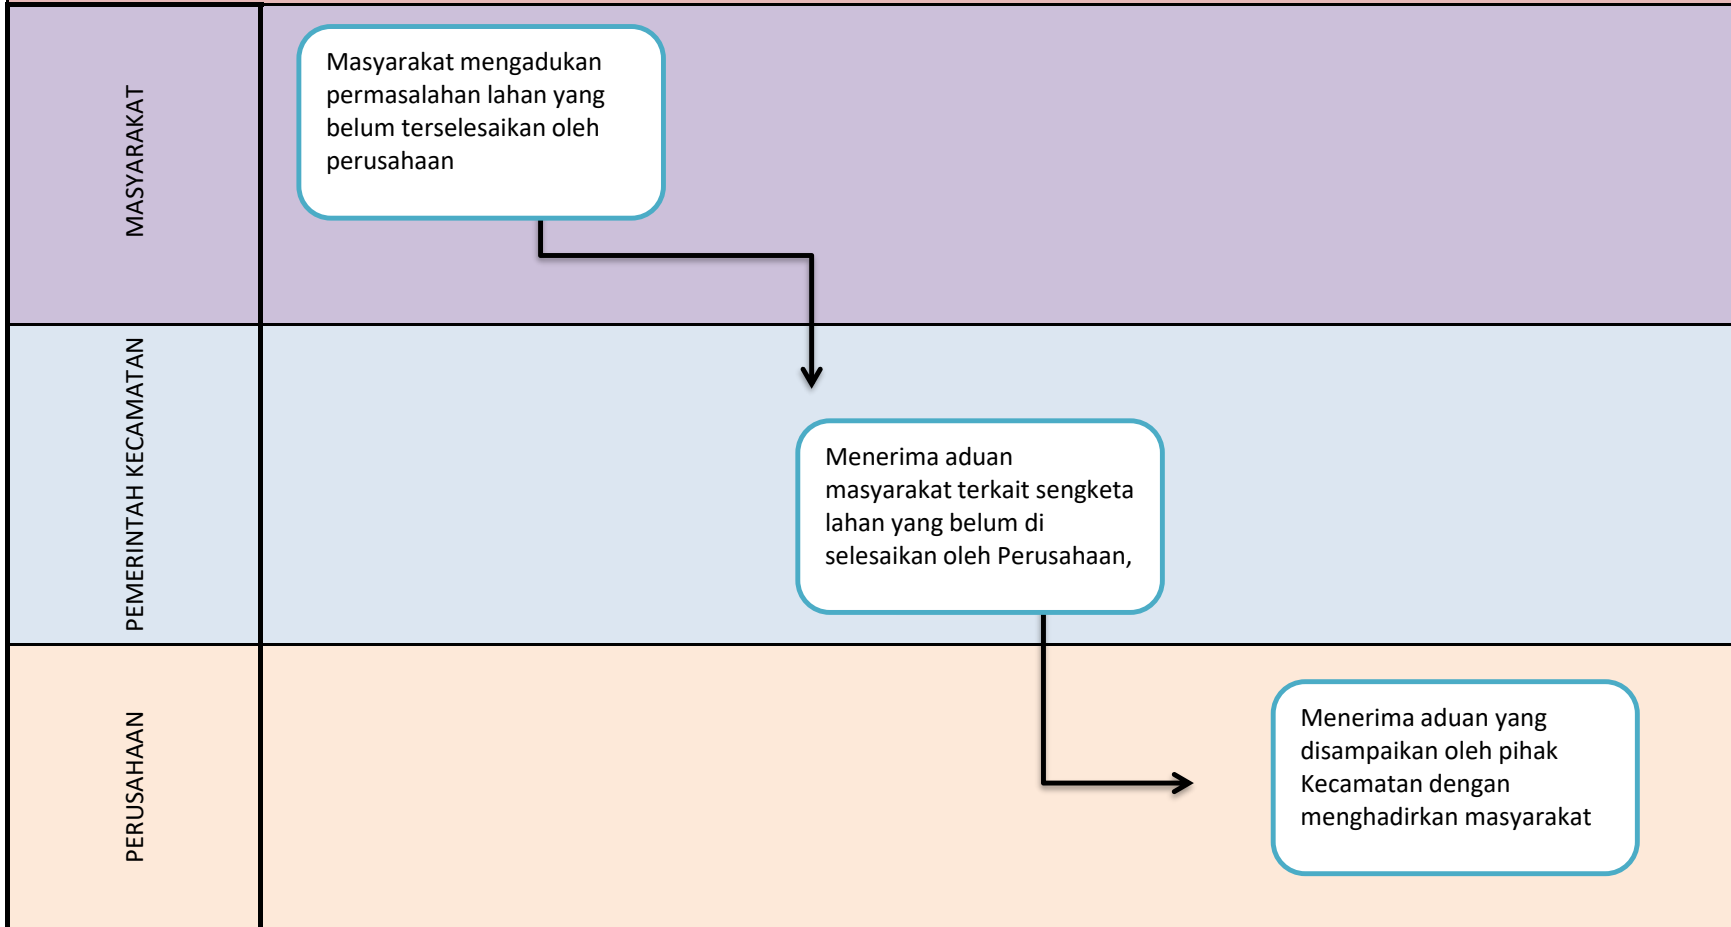 MASYARAKAT
Masyarakat mengadukan
permasalahan lahan yang
belum terselesaikan oleh
perusahaan
PEMERINTAH KECAMATAN
Menerima aduan
masyarakat terkait sengketa
lahan yang belum di
selesaikan oleh Perusahaan,
PERUSAHAAN
Menerima aduan yang
disampaikan oleh pihak
Kecamatan dengan
menghadirkan masyarakat